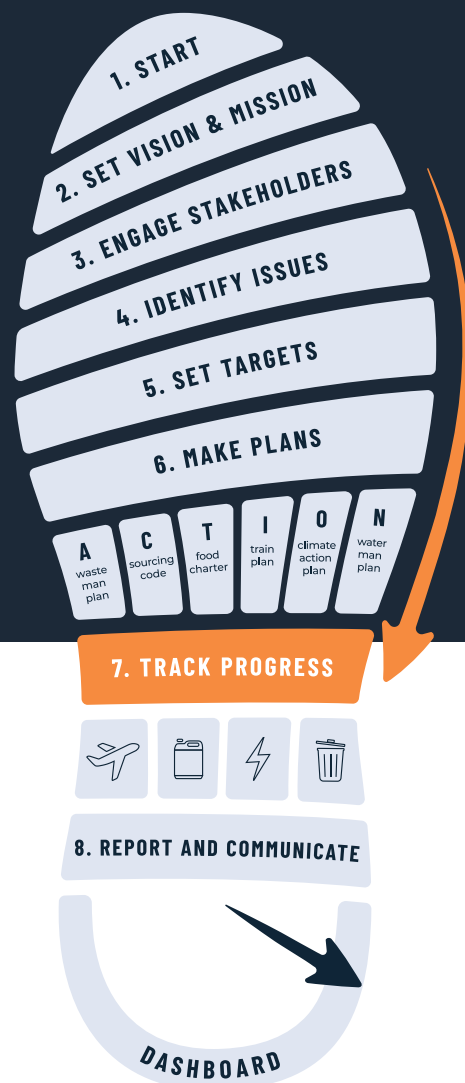 1. START
2. SET VISION & MISSION
3. ENGAGE STAKEHOLDERS
4. IDENTIFY ISSUES
5. SET TARGETS
6. MAKE PLANS
A
waste
man
plan
C
sourcing
code
T
food
charter
I
train
plan
O
climate
action
plan
N
water
man
plan
7. TRACK PROGRESS
8. REPORT AND COMMUNICATE
DASHBOARD